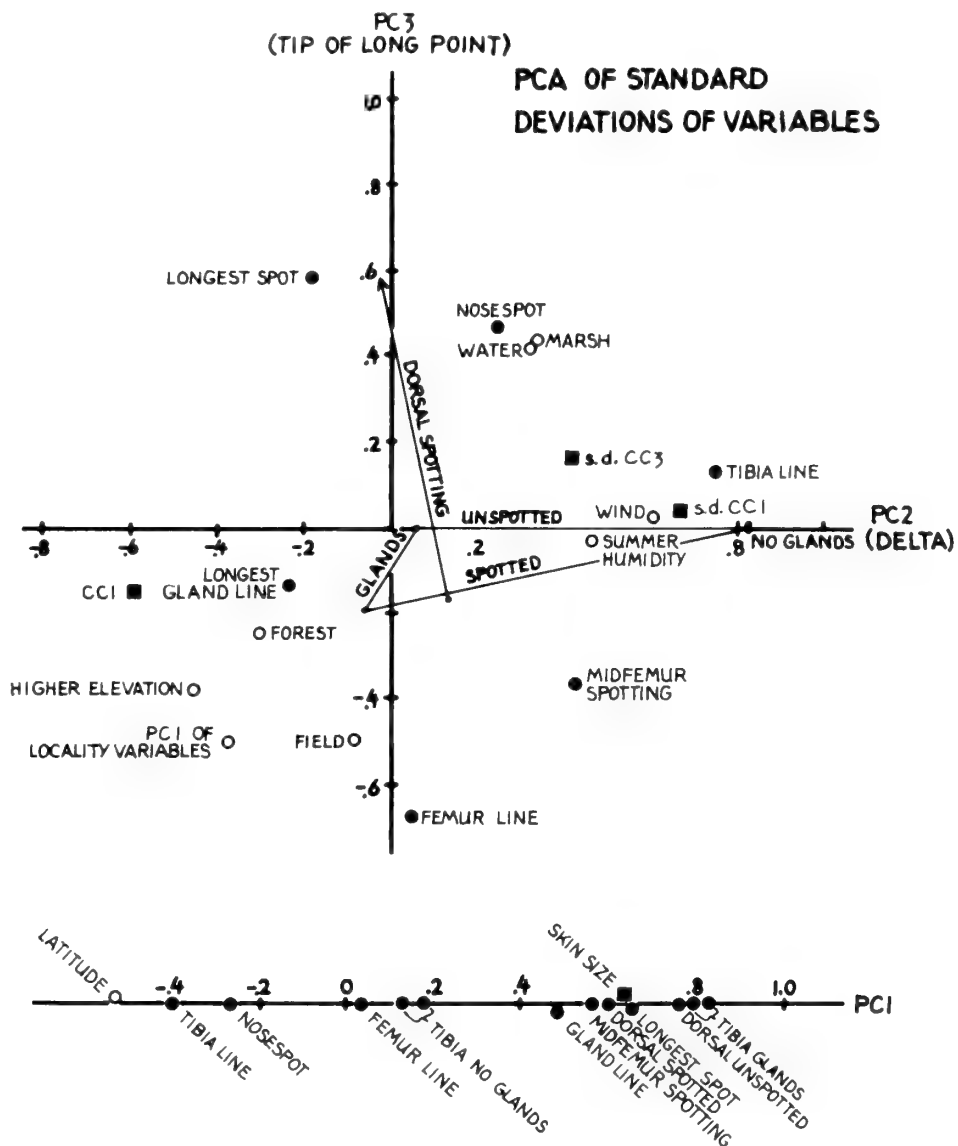 PC3
(TIP OF LONG POINT)
PCA OF STANDARD
DEVIATIONS OF VARIABLES
1.0
.8
LONGEST SPOT
.6
NOSESPOT
WATER
MARSH
.4
DORSAL SPOTTING
.2
s.d. CC3
TIBIA LINE
WIND
s.d. CC1
UNSPOTTED
PC2
(DELTA)
-.8
-.6
-.4
-.2
0
.2
.8
NO GLANDS
SUMMER
HUMIDITY
GLANDS
SPOTTED
CC1
LONGEST
GLAND LINE
FOREST
HIGHER ELEVATION
-.4
MIDFEMUR
SPOTTING
PC1 OF
LOCALITY VARIABLES
FIELD
-.6
FEMUR LINE
LATITUDE
SKIN SIZE
-.4
-.2
0
.2
.4
.8
1.0
PC1
TIBIA LINE
NOSESPOT
FEMUR LINE
TIBIA NO GLANDS
GLAND LINE
MIDFEMUR SPOTTING
DORSAL SPOTTED
LONGEST SPOT
DORSAL UNSPOTTED
TIBIA GLANDS